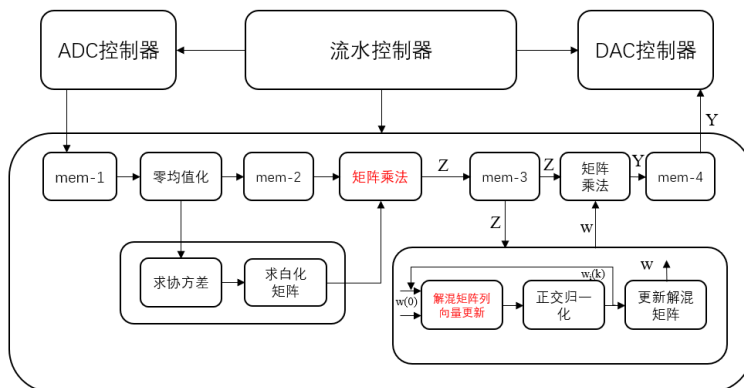 ADC控制器
流水控制器
DAC控制器
Y
mem-1
零均值化
mem-2
矩阵乘法
Z
mem-3
Z
矩阵
乘法
Y
mem-4
Z
w
求协方差
求白化
矩阵
w(0)
解混矩阵列
向量更新
正交归一
化
wi(k)
w
更新解混
矩阵